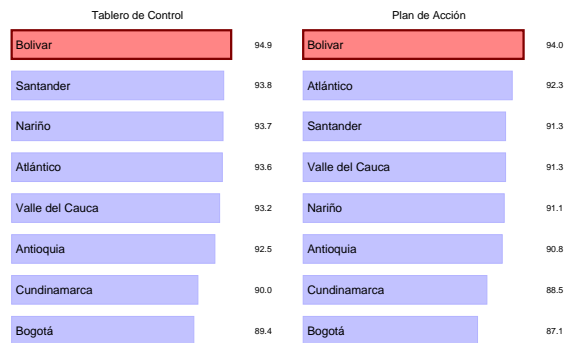 Tablero de Control
Bolivar 94.9
Santander 93.8
Nariño 93.7
Atlántico 93.6
Valle del Cauca 93.2
Antioquia 92.5
Cundinamarca 90.0
Bogotá 89.4
Plan de Acción
Bolivar 94.0
Atlántico 92.3
Santander 91.3
Valle del Cauca 91.3
Nariño 91.1
Antioquia 90.8
Cundinamarca 88.5
Bogotá 87.1